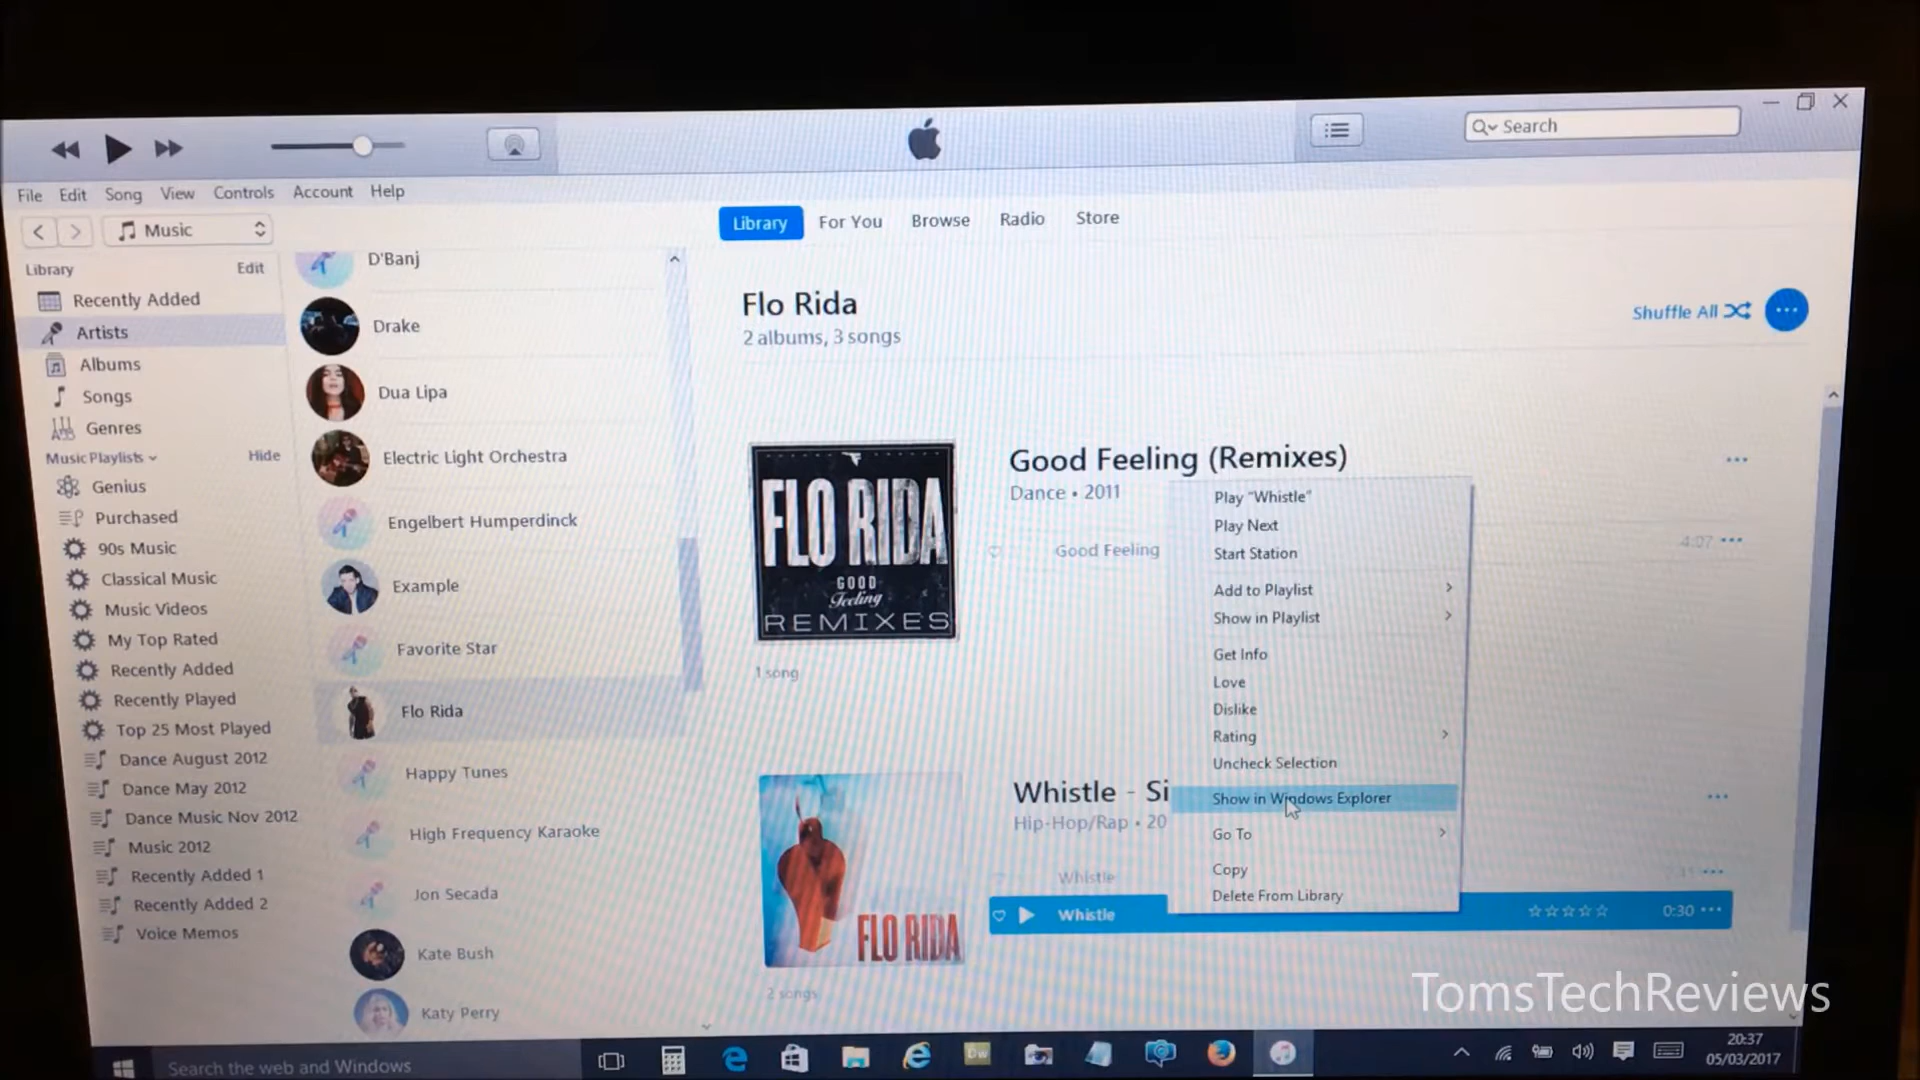 Search
File Edit Song View Controls Account Help
Music
Library For You Browse Radio Store
Library Edit
Recently Added
Artists
Albums
Songs
Genres
Music Playlists Hide
Genius
Purchased
90s Music
Classical Music
Music Videos
My Top Rated
Recently Added
Recently Played
Top 25 Most Played
Dance August 2012
Dance May 2012
Dance Music Nov 2012
Music 2012
Recently Added 1
Recently Added 2
Voice Memos
D'Banj
Drake
Dua Lipa
Electric Light Orchestra
Engelbert Humperdinck
Example
Favorite Star
Flo Rida
Happy Tunes
High Frequency Karaoke
Jon Secada
Kate Bush
Katy Perry
Flo Rida
2 albums, 3 songs
Shuffle All
FLO RIDA
GOOD
Feeling
REMIXES
1 song
Good Feeling (Remixes)
Dance • 2011
Good Feeling 4:07
Play "Whistle"
Play Next
Start Station
Add to Playlist
Show in Playlist
Get Info
Love
Dislike
Rating
Uncheck Selection
Show in Windows Explorer
Go To
Copy
Delete From Library
FLO RIDA
2 songs
Whistle - Si
Hip-Hop/Rap • 20
Whistle
Whistle 0:30
TomsTechReviews
Search the web and Windows
Dw
20:37
05/03/2017